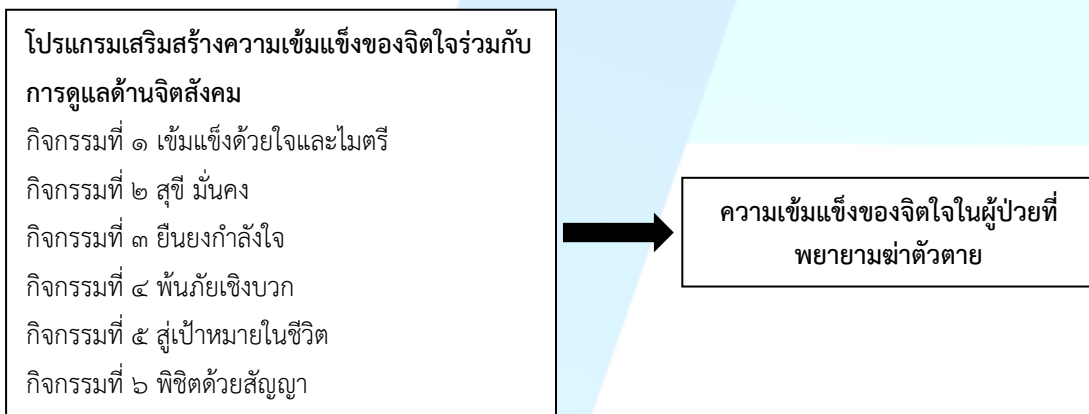 โปรแกรมเสริมสร้างความเข้มแข็งของจิตใจร่วมกับ
การดูแลด้านจิตสังคม
กิจกรรมที่ ๑ เข้มแข็งด้วยใจและไมตรี
กิจกรรมที่ ๒ สุขี มั่นคง
กิจกรรมที่ ๓ ยืนยงกำลังใจ
กิจกรรมที่ ๔ พ้นภัยเชิงบวก
กิจกรรมที่ ๕ สู่เป้าหมายในชีวิต
กิจกรรมที่ ๖ พิชิตด้วยสัญญา
ความเข้มแข็งของจิตใจในผู้ป่วยที่
พยายามฆ่าตัวตาย